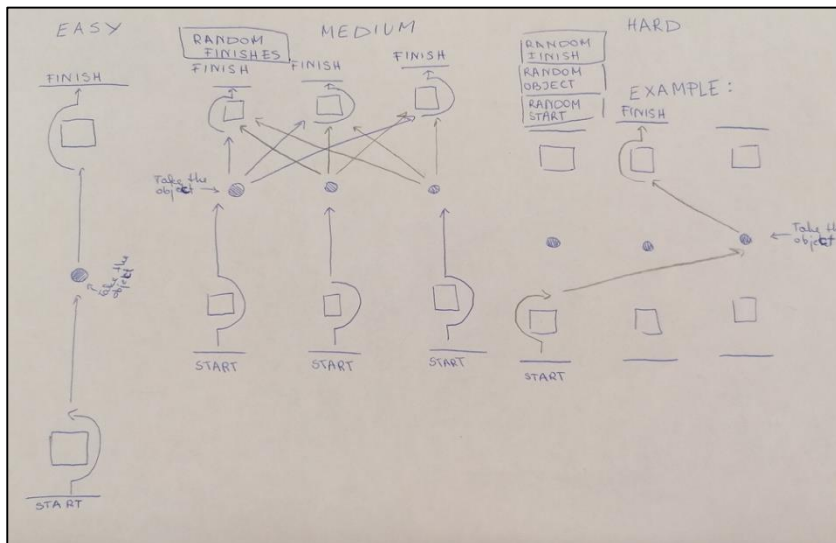 EASY
FINISH
Take the
object
START
MEDIUM
RANDOM
FINISHES
FINISH
FINISH
FINISH
Take the
object
START
START
START
HARD
RANDOM
FINISH
RANDOM
OBJECT
RANDOM
START
EXAMPLE:
FINISH
Take the
object
START